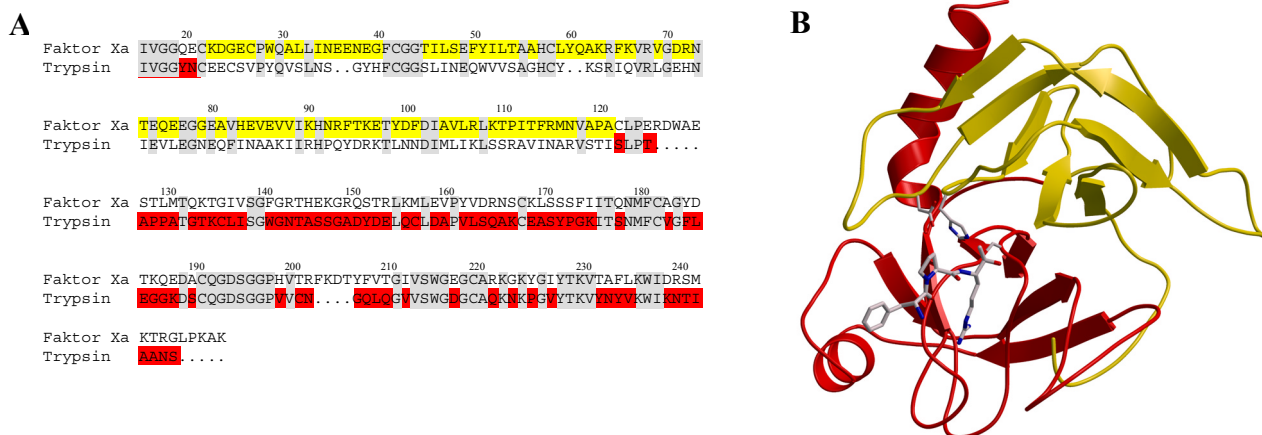 A
B
20 30 40 50 60 70
Faktor Xa IVGGQECKDGECPWQALLINEENEGFCGGTILSEFYILTAAHCLYQAKRFKVRVGDRN
Trypsin IVGGYNCEECSVPYQVSLNS..GYHFCGGSLINEQWVVSAGHCY..KSRIQVRLGEHN
80 90 100 110 120
Faktor Xa TEQEEGGEAVHEVEVVIKHNRFTKETYDFDIAVLRLKTPITFRMNVAPACLPERDWAE
Trypsin IEVLEGNEQFINAAKIIRHPQYDRKTLNNDIMLIKLSSRAVINARVSTISLPT.....
130 140 150 160 170 180
Faktor Xa STLMTQKTGIVSGFGRTHEKGRQSTRLKMLEVPYVDRNSCKLSSSFIITQNMFCAGYD
Trypsin APPATGTKCLISGWGNTASSGADYDELQCLDAPVLSQAKCEASYPGKITSNMFCVGFL
190 200 210 220 230 240
Faktor Xa TKQEDACQGDSGGPHVTRFKDTYFVTGIVSWGEGCARKGKYGIYTKVTAFLKWIDRSM
Trypsin EGGKDSCQGDSGGPVVCN....GQLQGVVSWGDGCAQKNKPGVYTKVYNYVKWIKNTI
Faktor Xa KTRGLPKAK
Trypsin AANS.....